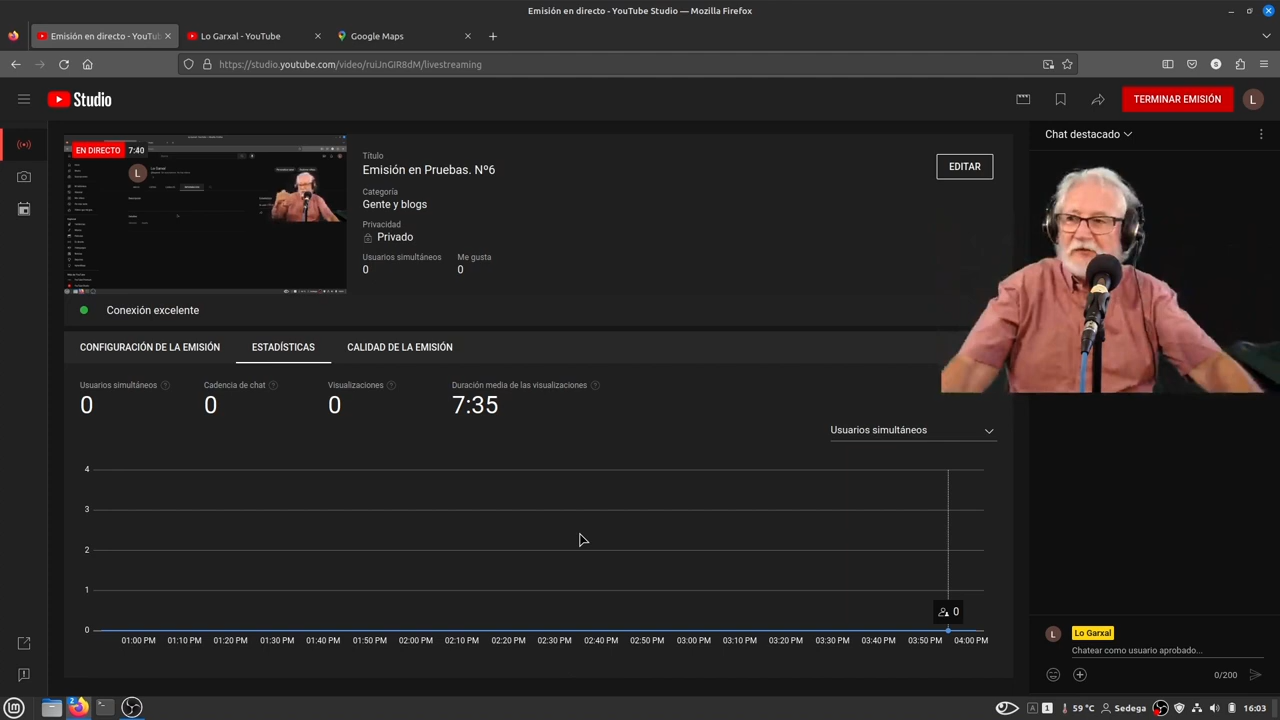 Emisión en directo - YouTube Studio — Mozilla Firefox
Emisión en directo - YouTub
Lo Garxal - YouTube
Google Maps
https://studio.youtube.com/video/ruiJnGIR8dM/livestreaming
Studio
TERMINAR EMISIÓN
L
EN DIRECTO 7:40
Título
Emisión en Pruebas. Nº6
Categoría
Gente y blogs
Privacidad
Privado
Usuarios simultáneos Me gusta
0 0
EDITAR
Chat destacado
Conexión excelente
CONFIGURACIÓN DE LA EMISIÓN ESTADÍSTICAS CALIDAD DE LA EMISIÓN
Usuarios simultáneos Cadencia de chat Visualizaciones Duración media de las visualizaciones
0 0 0 7:35
Usuarios simultáneos
4
3
2
1
0
0
01:00 PM 01:10 PM 01:20 PM 01:30 PM 01:40 PM 01:50 PM 02:00 PM 02:10 PM 02:20 PM 02:30 PM 02:40 PM 02:50 PM 03:00 PM 03:10 PM 03:20 PM 03:30 PM 03:40 PM 03:50 PM 04:00 PM
L Lo Garxal
Chatear como usuario aprobado...
0/200
A 1 59 °C Sedega 16:03